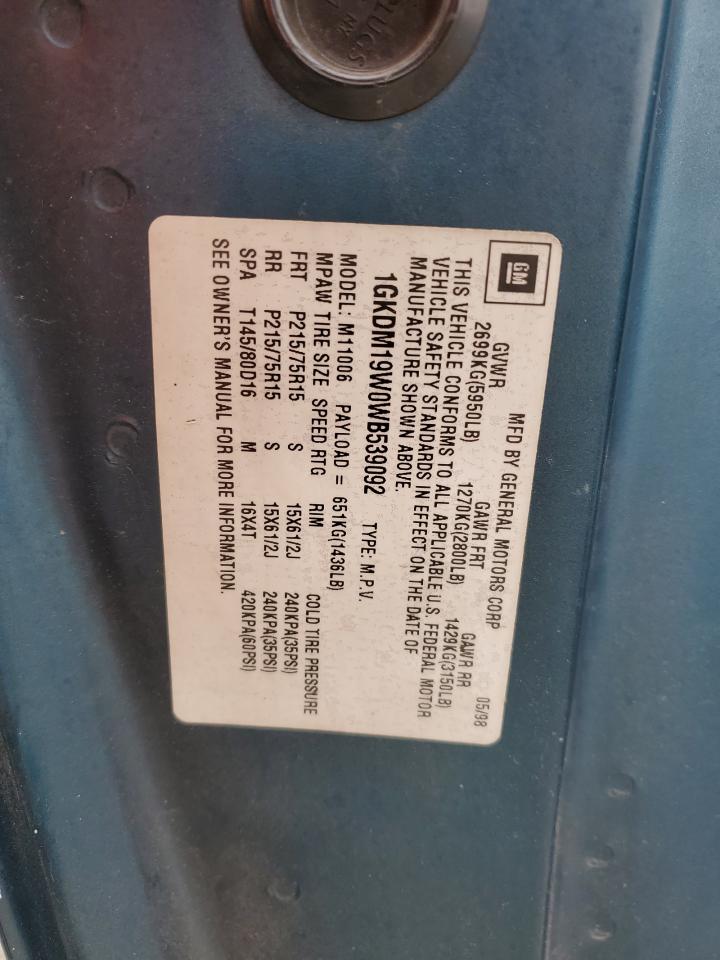 PLUGS
NY
GM
MFD BY GENERAL MOTORS CORP 05/98
GVWR GAWR FRT GAWR RR
2699KG(5950LB) 1270KG(2800LB) 1429KG(3150LB)
THIS VEHICLE CONFORMS TO ALL APPLICABLE U.S. FEDERAL MOTOR
VEHICLE SAFETY STANDARDS IN EFFECT ON THE DATE OF
MANUFACTURE SHOWN ABOVE.
1GKDM19W0WB539092 TYPE: M.P.V.
MODEL: M11006 PAYLOAD = 651KG(1436LB)
MPAW TIRE SIZE SPEED RTG RIM COLD TIRE PRESSURE
FRT P215/75R15 S 15X61/2J 240KPA(35PSI)
RR P215/75R15 S 15X61/2J 240KPA(35PSI)
SPA T145/80D16 M 16X4T 420KPA(60PSI)
SEE OWNER'S MANUAL FOR MORE INFORMATION.